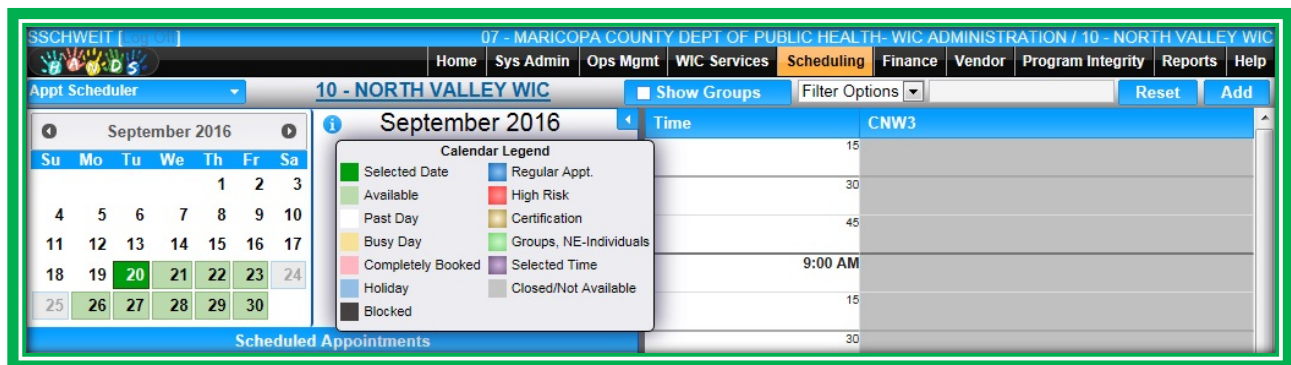 SSCHWEIT [Log Off] 07 - MARICOPA COUNTY DEPT OF PUBLIC HEALTH- WIC ADMINISTRATION / 10 - NORTH VALLEY WIC
HANDS Home Sys Admin Ops Mgmt WIC Services Scheduling Finance Vendor Program Integrity Reports Help
Appt Scheduler 10 - NORTH VALLEY WIC Show Groups Filter Options Reset Add
September 2016
Su Mo Tu We Th Fr Sa
1 2 3
4 5 6 7 8 9 10
11 12 13 14 15 16 17
18 19 20 21 22 23 24
25 26 27 28 29 30
September 2016
Calendar Legend
Selected Date Regular Appt.
Available High Risk
Past Day Certification
Busy Day Groups, NE-Individuals
Completely Booked Selected Time
Holiday Closed/Not Available
Blocked
Scheduled Appointments
Time CNW3
15
30
45
9:00 AM
15
30